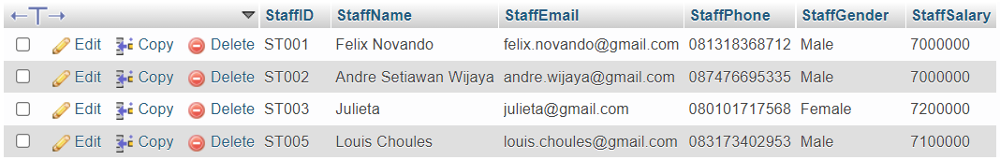 StaffID StaffName StaffEmail StaffPhone StaffGender StaffSalary
Edit Copy Delete ST001 Felix Novando felix.novando@gmail.com 081318368712 Male 7000000
Edit Copy Delete ST002 Andre Setiawan Wijaya andre.wijaya@gmail.com 087476695335 Male 7000000
Edit Copy Delete ST003 Julieta julieta@gmail.com 080101717568 Female 7200000
Edit Copy Delete ST005 Louis Choules louis.choules@gmail.com 083173402953 Male 7100000